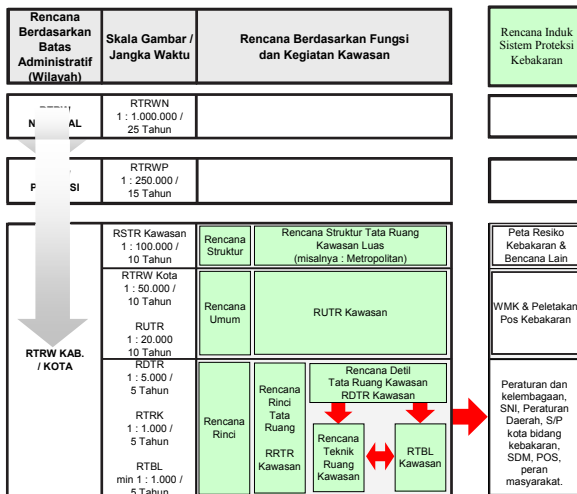 Rencana
Berdasarkan
Batas
Administratif
(Wilayah)
Skala Gambar /
Jangka Waktu
Rencana Berdasarkan Fungsi
dan Kegiatan Kawasan
Rencana Induk
Sistem Proteksi
Kebakaran
RTRWN
1 : 1.000.000 /
25 Tahun
RTRWP
1 : 250.000 /
15 Tahun
RTRW KAB.
/ KOTA
RSTR Kawasan
1 : 100.000 /
10 Tahun
Rencana
Struktur
Rencana Struktur Tata Ruang
Kawasan Luas
(misalnya : Metropolitan)
Peta Resiko
Kebakaran &
Bencana Lain
RTRW Kota
1 : 50.000 /
10 Tahun
RUTR
1 : 20.000
10 Tahun
Rencana
Umum
RUTR Kawasan
WMK & Peletakan
Pos Kebakaran
RDTR
1 : 5.000 /
5 Tahun
RTRK
1 : 1.000 /
5 Tahun
RTBL
min 1 : 1.000 /
5 Tahun
Rencana
Rinci
Rencana
Rinci
Tata
Ruang
RRTR
Kawasan
Rencana Detil
Tata Ruang Kawasan
RDTR Kawasan
Rencana
Teknik
Ruang
Kawasan
RTBL
Kawasan
Peraturan dan
kelembagaan,
SNI, Peraturan
Daerah, S/P
kota bidang
kebakaran,
SDM, POS,
peran
masyarakat.